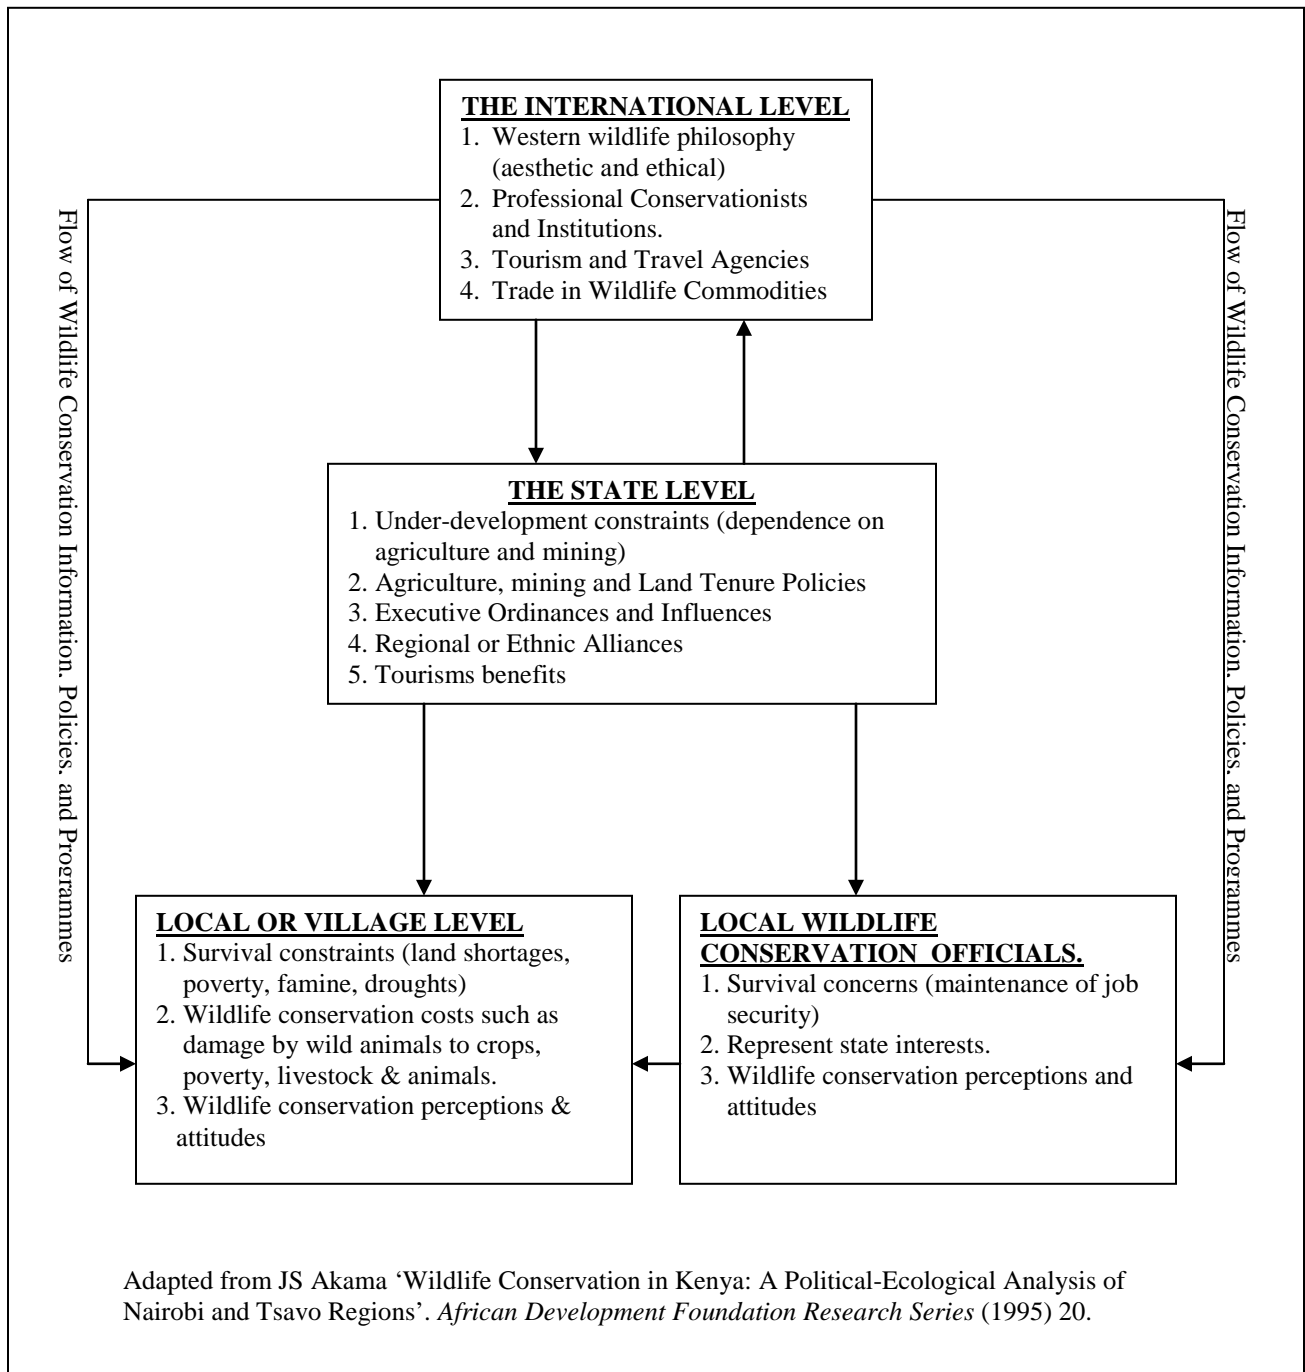 THE INTERNATIONAL LEVEL
1. Western wildlife philosophy
(aesthetic and ethical)
2. Professional Conservationists
and Institutions.
3. Tourism and Travel Agencies
4. Trade in Wildlife Commodities
Flow of Wildlife Conservation Information, Policies, and Programmes
Flow of Wildlife Conservation Information, Policies, and Programmes
THE STATE LEVEL
1. Under-development constraints (dependence on
agriculture and mining)
2. Agriculture, mining and Land Tenure Policies
3. Executive Ordinances and Influences
4. Regional or Ethnic Alliances
5. Tourisms benefits
LOCAL OR VILLAGE LEVEL
1. Survival constraints (land shortages,
poverty, famine, droughts)
2. Wildlife conservation costs such as
damage by wild animals to crops,
poverty, livestock & animals.
3. Wildlife conservation perceptions &
attitudes
LOCAL WILDLIFE
CONSERVATION OFFICIALS.
1. Survival concerns (maintenance of job
security)
2. Represent state interests.
3. Wildlife conservation perceptions and
attitudes
Adapted from JS Akama ‘Wildlife Conservation in Kenya: A Political-Ecological Analysis of
Nairobi and Tsavo Regions’. African Development Foundation Research Series (1995) 20.